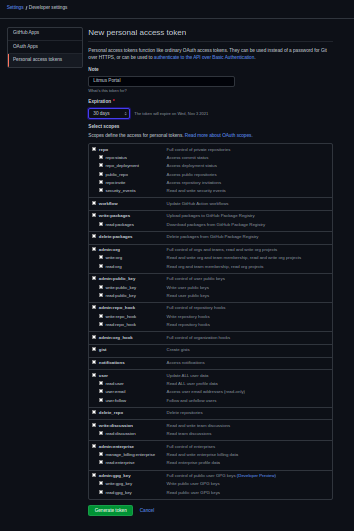 Settings / Developer settings
GitHub Apps
OAuth Apps
Personal access tokens
New personal access token
Personal access tokens function like ordinary OAuth access tokens. They can be used instead of a password for Git
over HTTPS, or can be used to authenticate to the API over Basic Authentication.
Note
Litmus Portal
What's this token for?
Expiration *
30 days
The token will expire on Wed, Nov 3 2021
Select scopes
Scopes define the access for personal tokens. Read more about OAuth scopes.
repo Full control of private repositories
repo:status Access commit status
repo_deployment Access deployment status
public_repo Access public repositories
repo:invite Access repository invitations
security_events Read and write security events
workflow Update GitHub Action workflows
write:packages Upload packages to GitHub Package Registry
read:packages Download packages from GitHub Package Registry
delete:packages Delete packages from GitHub Package Registry
admin:org Full control of orgs and teams, read and write org projects
write:org Read and write org and team membership, read and write org projects
read:org Read org and team membership, read org projects
admin:public_key Full control of user public keys
write:public_key Write user public keys
read:public_key Read user public keys
admin:repo_hook Full control of repository hooks
write:repo_hook Write repository hooks
read:repo_hook Read repository hooks
admin:org_hook Full control of organization hooks
gist Create gists
notifications Access notifications
user Update ALL user data
read:user Read ALL user profile data
user:email Access user email addresses (read-only)
user:follow Follow and unfollow users
delete_repo Delete repositories
write:discussion Read and write team discussions
read:discussion Read team discussions
admin:enterprise Full control of enterprises
manage_billing:enterprise Read and write enterprise billing data
read:enterprise Read enterprise profile data
admin:gpg_key Full control of public user GPG keys (Developer Preview)
write:gpg_key Write public user GPG keys
read:gpg_key Read public user GPG keys
Generate token Cancel